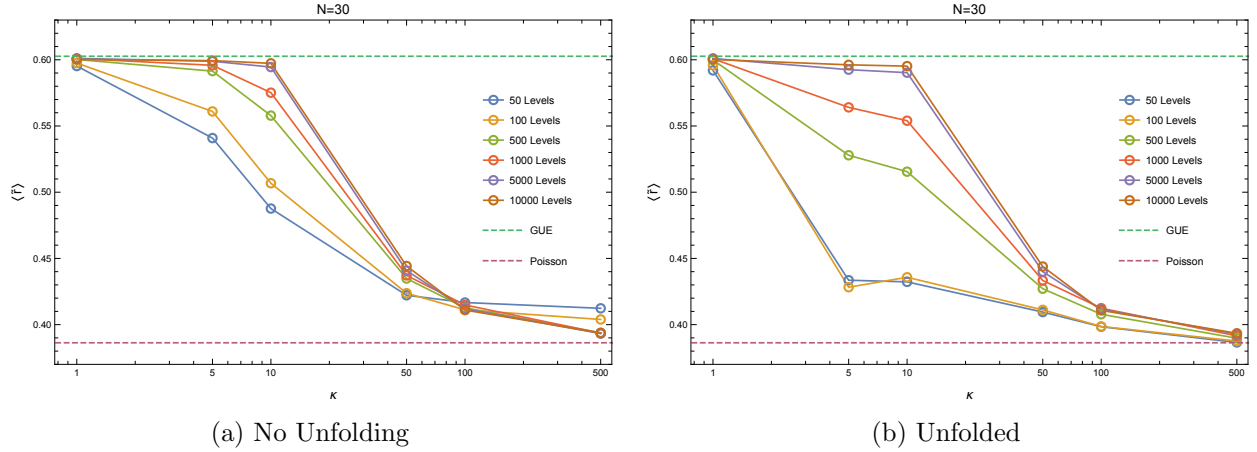 N=30
⟨r̃⟩
0.60
0.55
0.50
0.45
0.40
50 Levels
100 Levels
500 Levels
1000 Levels
5000 Levels
10000 Levels
GUE
Poisson
1
5
10
50
100
500
κ
(a) No Unfolding
N=30
⟨r̃⟩
0.60
0.55
0.50
0.45
0.40
50 Levels
100 Levels
500 Levels
1000 Levels
5000 Levels
10000 Levels
GUE
Poisson
1
5
10
50
100
500
κ
(b) Unfolded